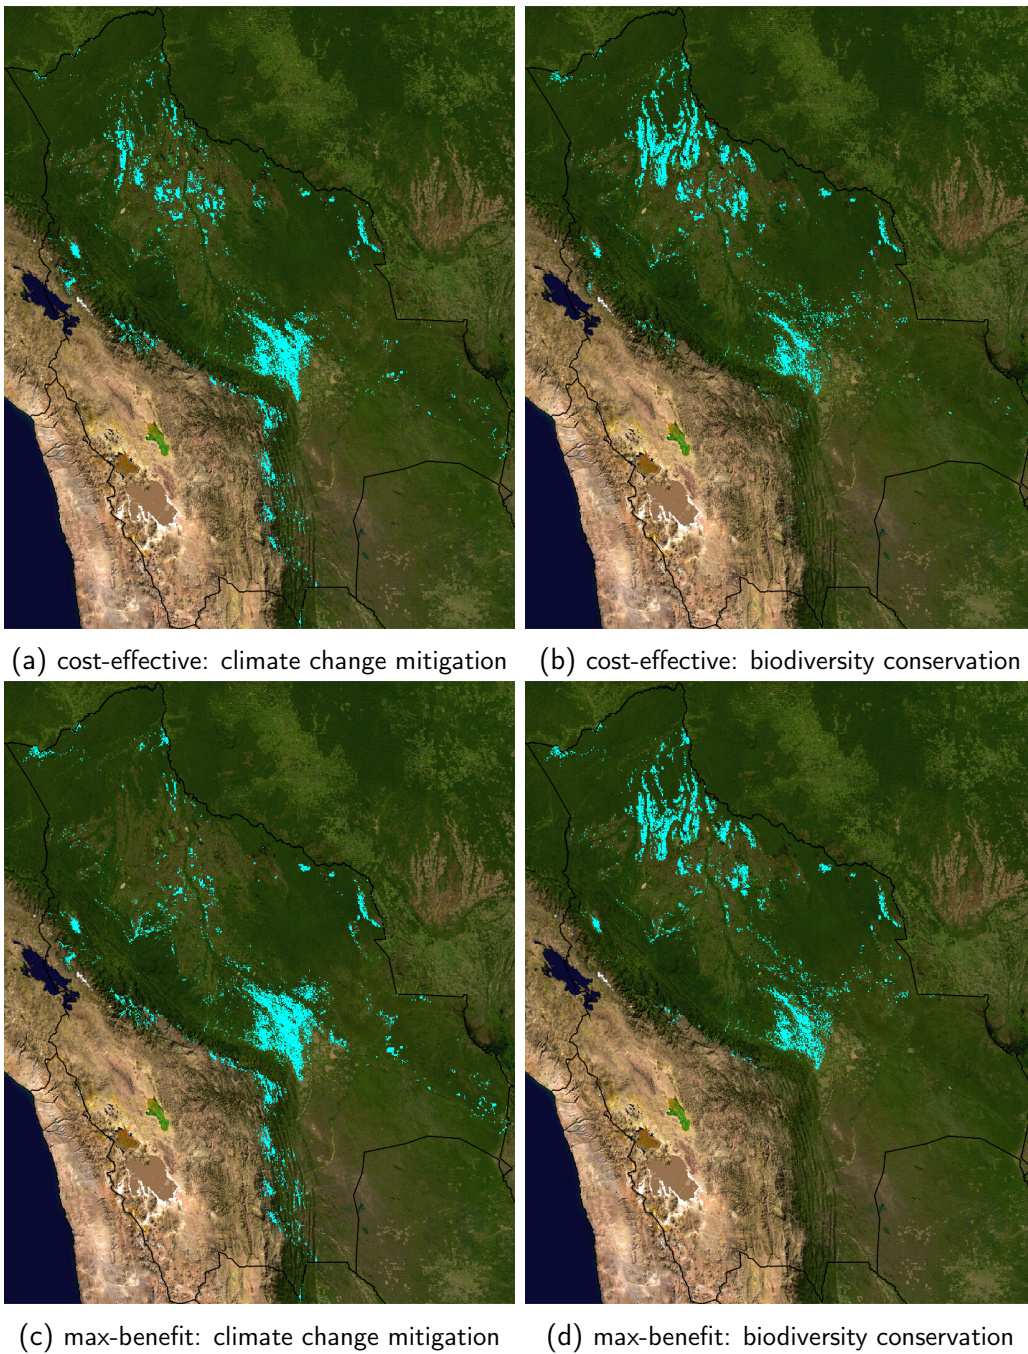 (a) cost-effective: climate change mitigation
(b) cost-effective: biodiversity conservation
(c) max-benefit: climate change mitigation
(d) max-benefit: biodiversity conservation